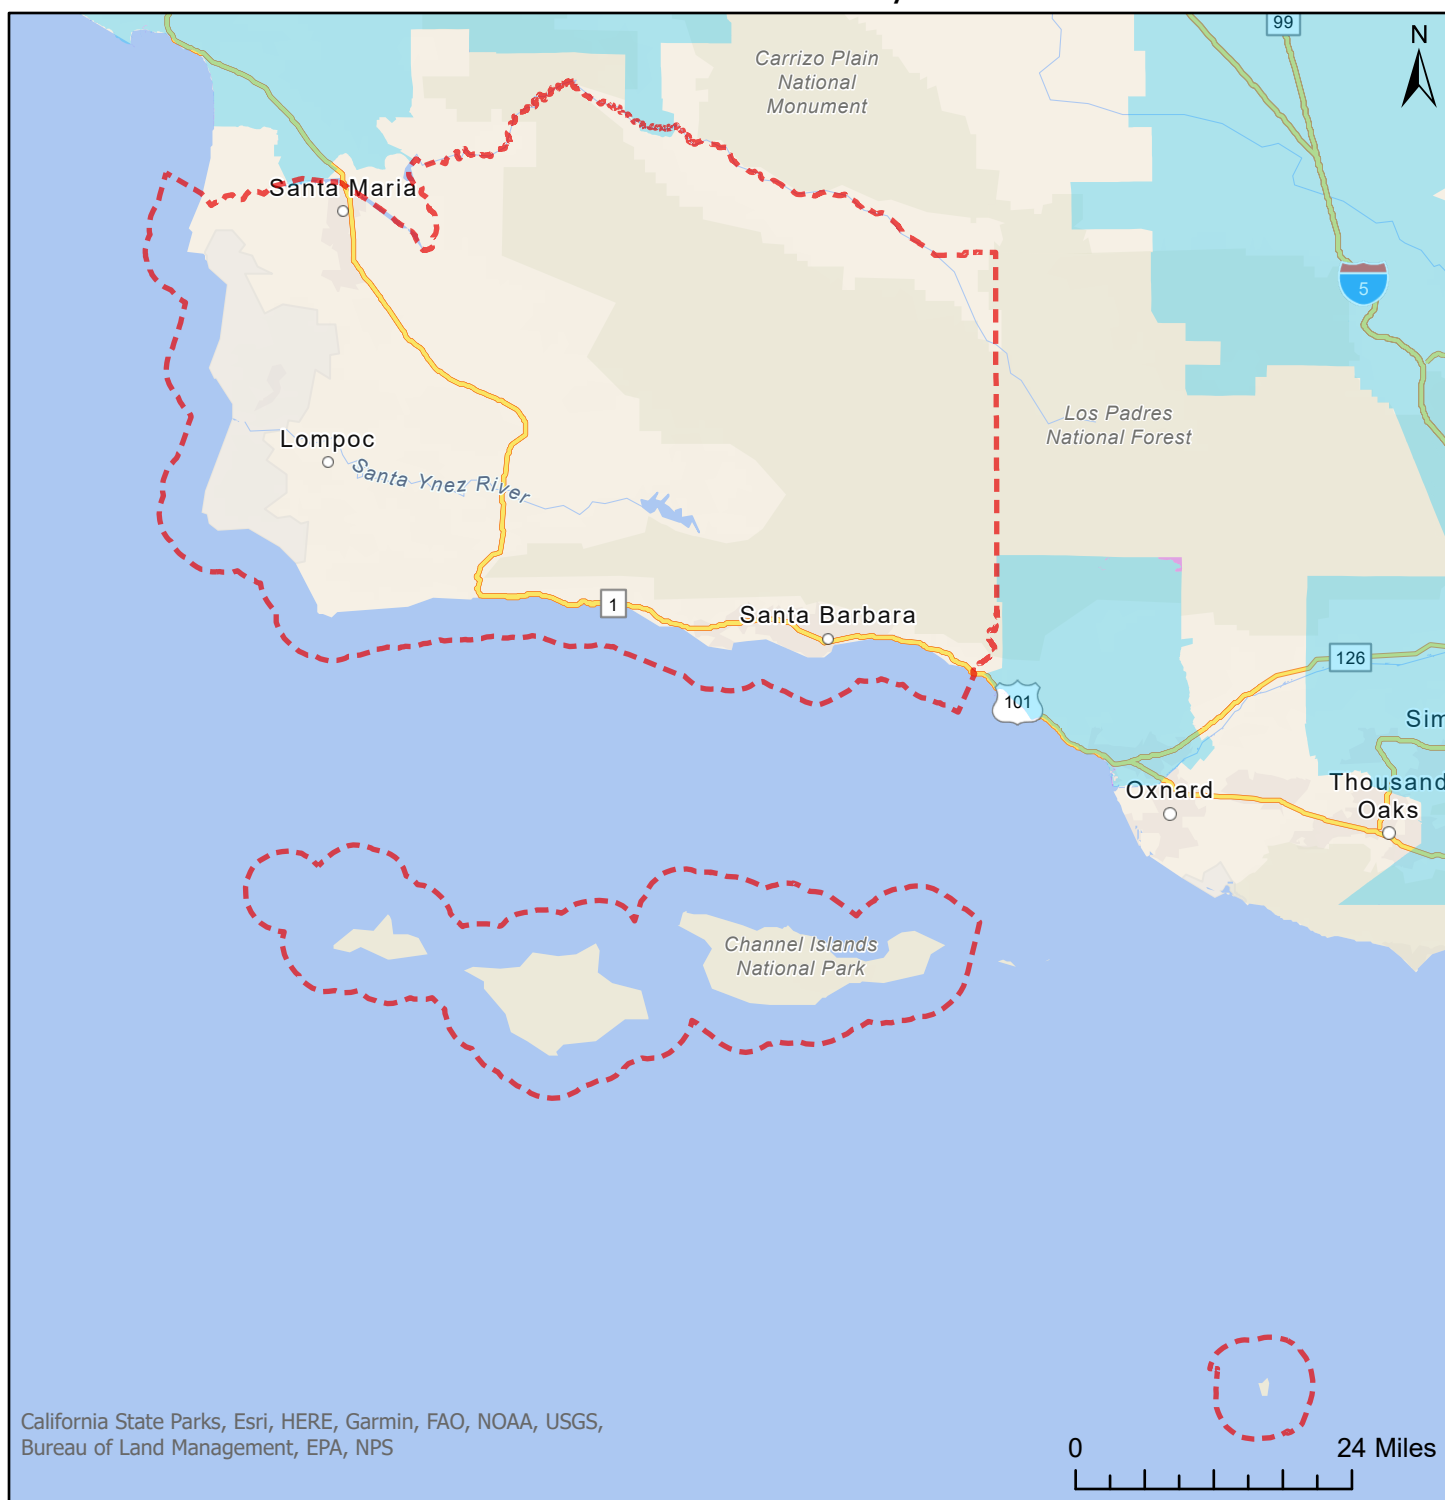 99
N
Carrizo Plain
National
Monument
Santa Maria
5
Los Padres
National Forest
Lompoc
Santa Ynez River
1
Santa Barbara
126
101
Sim
Oxnard
Thousand
Oaks
Channel Islands
National Park
California State Parks, Esri, HERE, Garmin, FAO, NOAA, USGS,
Bureau of Land Management, EPA, NPS
0 24 Miles